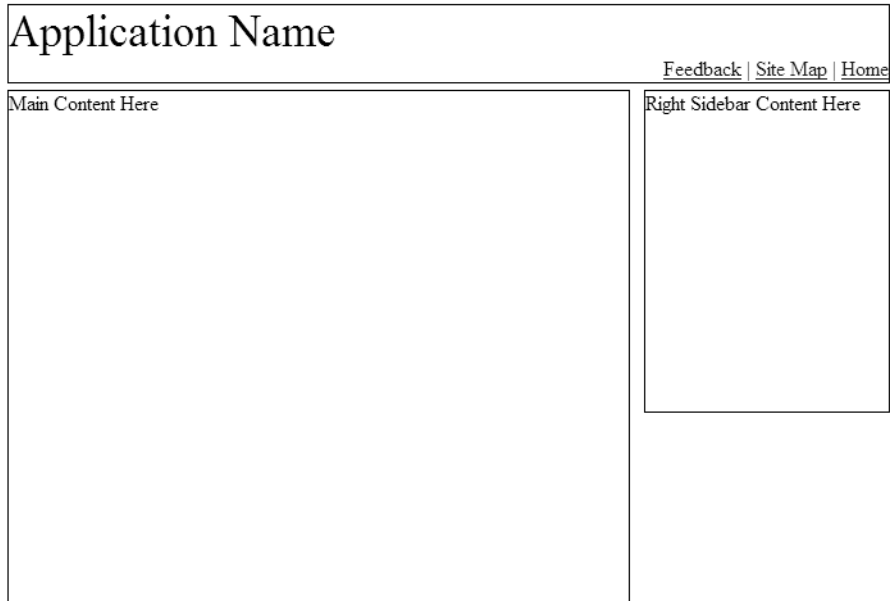 Application Name
Feedback | Site Map | Home
Main Content Here
Right Sidebar Content Here